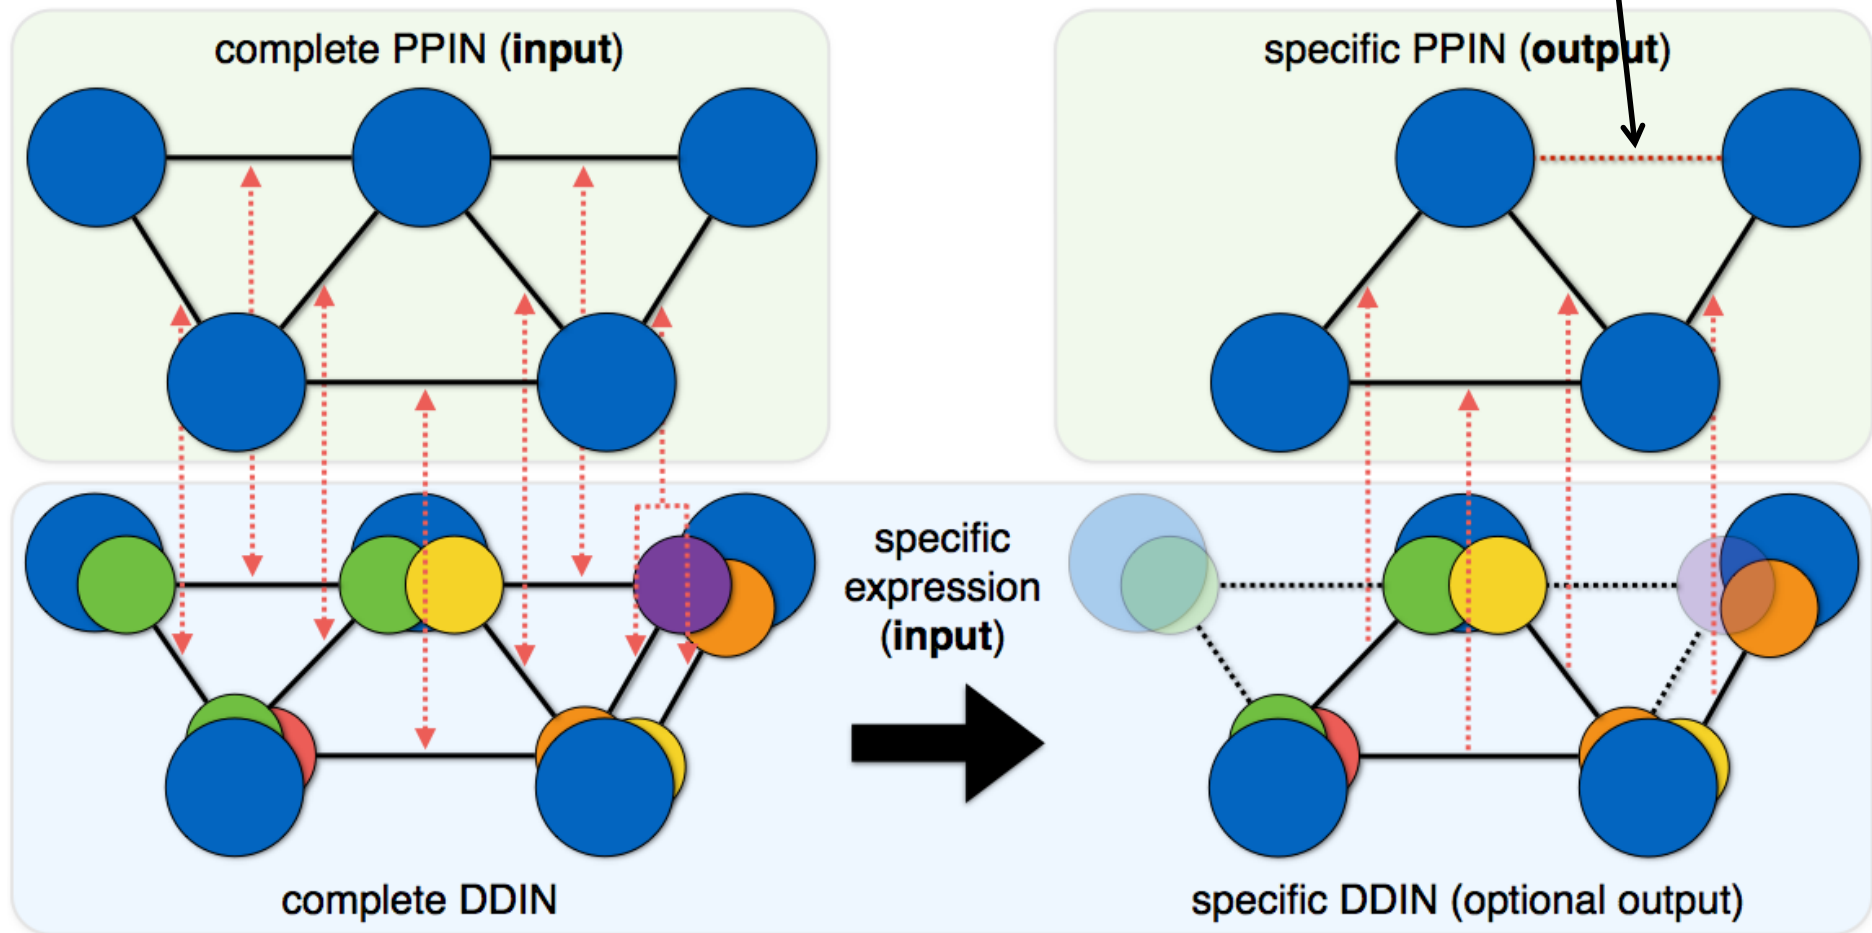 complete PPIN (input)
specific PPIN (output)
specific
expression
(input)
complete DDIN
specific DDIN (optional output)